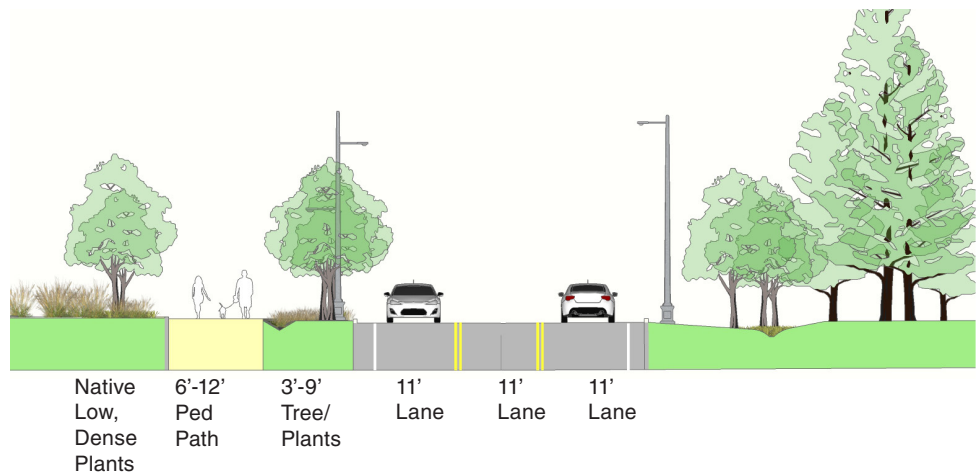 Native
Low,
Dense
Plants
6'-12'
Ped
Path
3'-9'
Tree/
Plants
11'
Lane
11'
Lane
11'
Lane